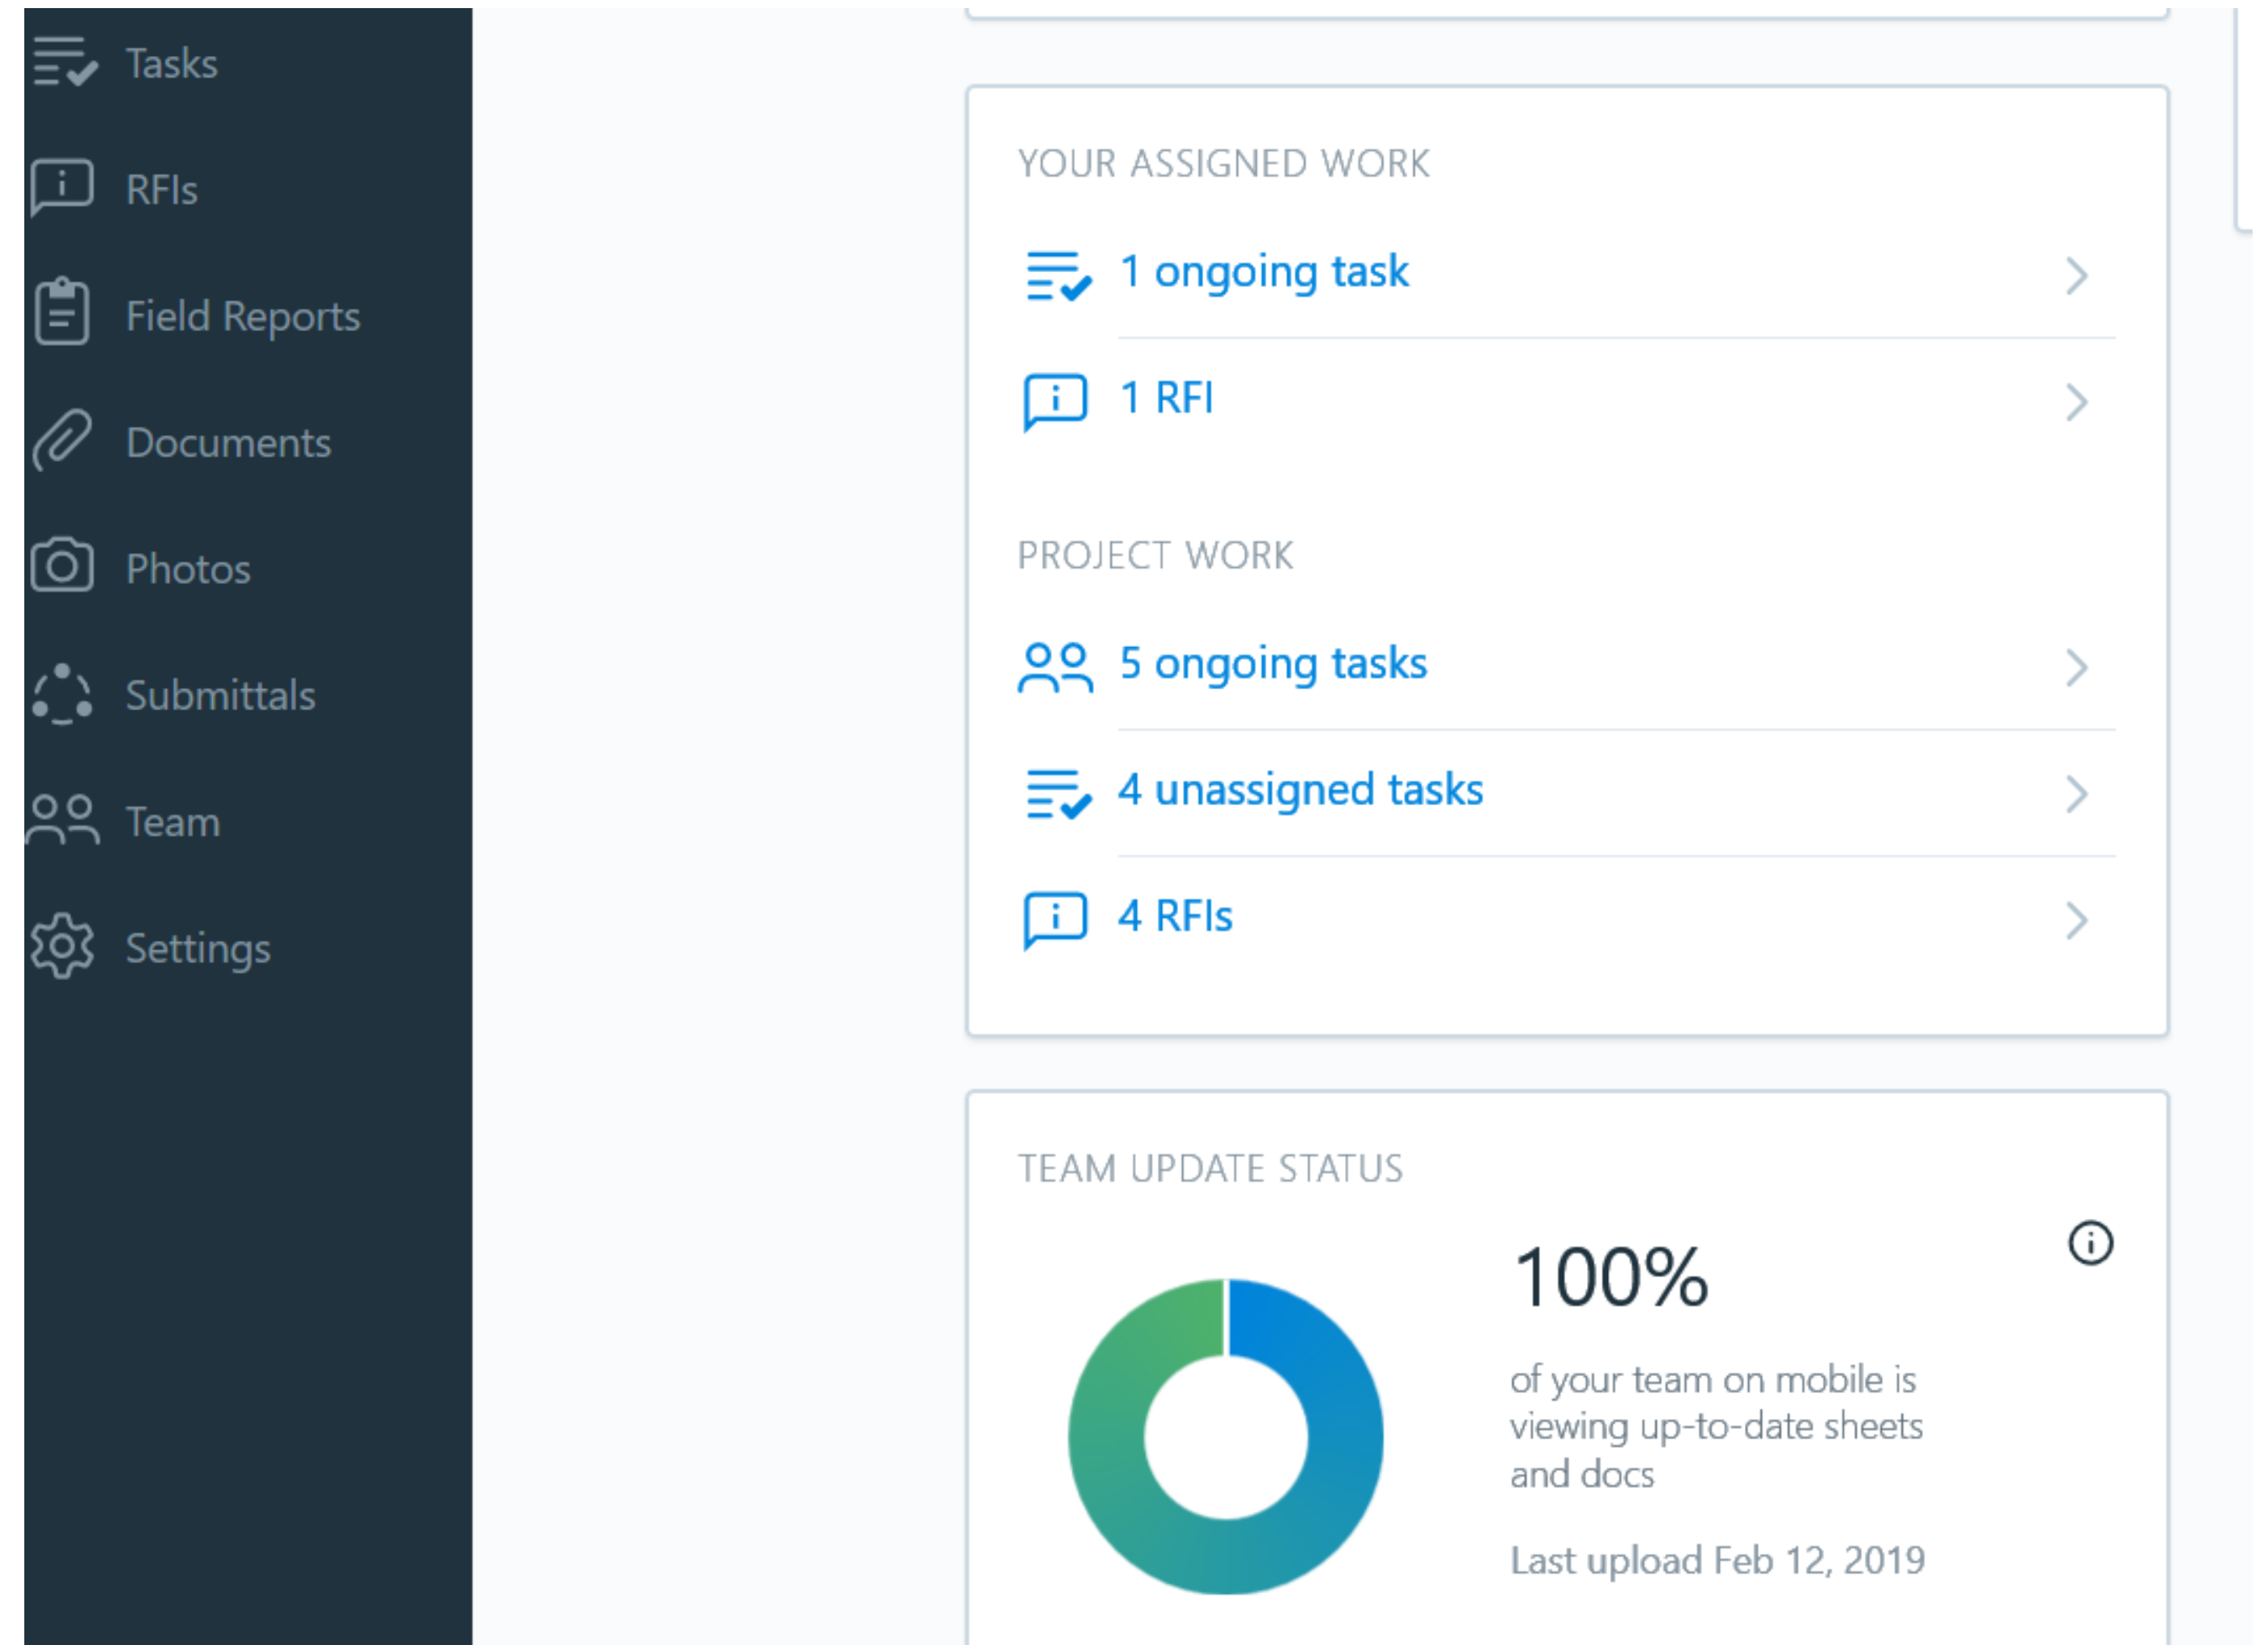 Tasks
RFIs
Field Reports
Documents
Photos
Submittals
Team
Settings
YOUR ASSIGNED WORK
1 ongoing task
1 RFI
PROJECT WORK
5 ongoing tasks
4 unassigned tasks
4 RFIs
TEAM UPDATE STATUS
100%
of your team on mobile is
viewing up-to-date sheets
and docs
Last upload Feb 12, 2019